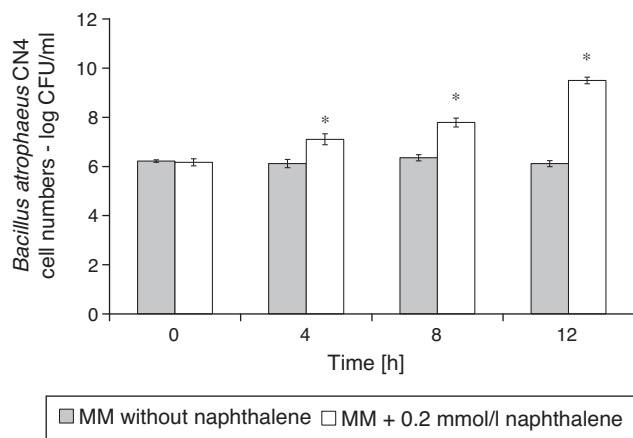 Bacillus atrophaeus CN4
cell numbers - log CFU/ml
12
10
8
6
4
2
0
* * *
0 4 8 12
Time [h]
MM without naphthalene MM + 0.2 mmol/l naphthalene